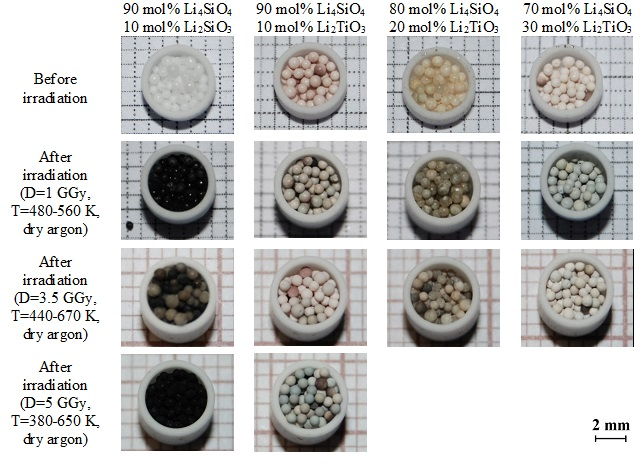 90 mol% Li₄SiO₄
10 mol% Li₂SiO₃
90 mol% Li₄SiO₄
10 mol% Li₂TiO₃
80 mol% Li₄SiO₄
20 mol% Li₂TiO₃
70 mol% Li₄SiO₄
30 mol% Li₂TiO₃
Before
irradiation
After
irradiation
(D=1 GGy,
T=480-560 K,
dry argon)
After
irradiation
(D=3.5 GGy,
T=440-670 K,
dry argon)
After
irradiation
(D=5 GGy,
T=380-650 K,
dry argon)
2 mm